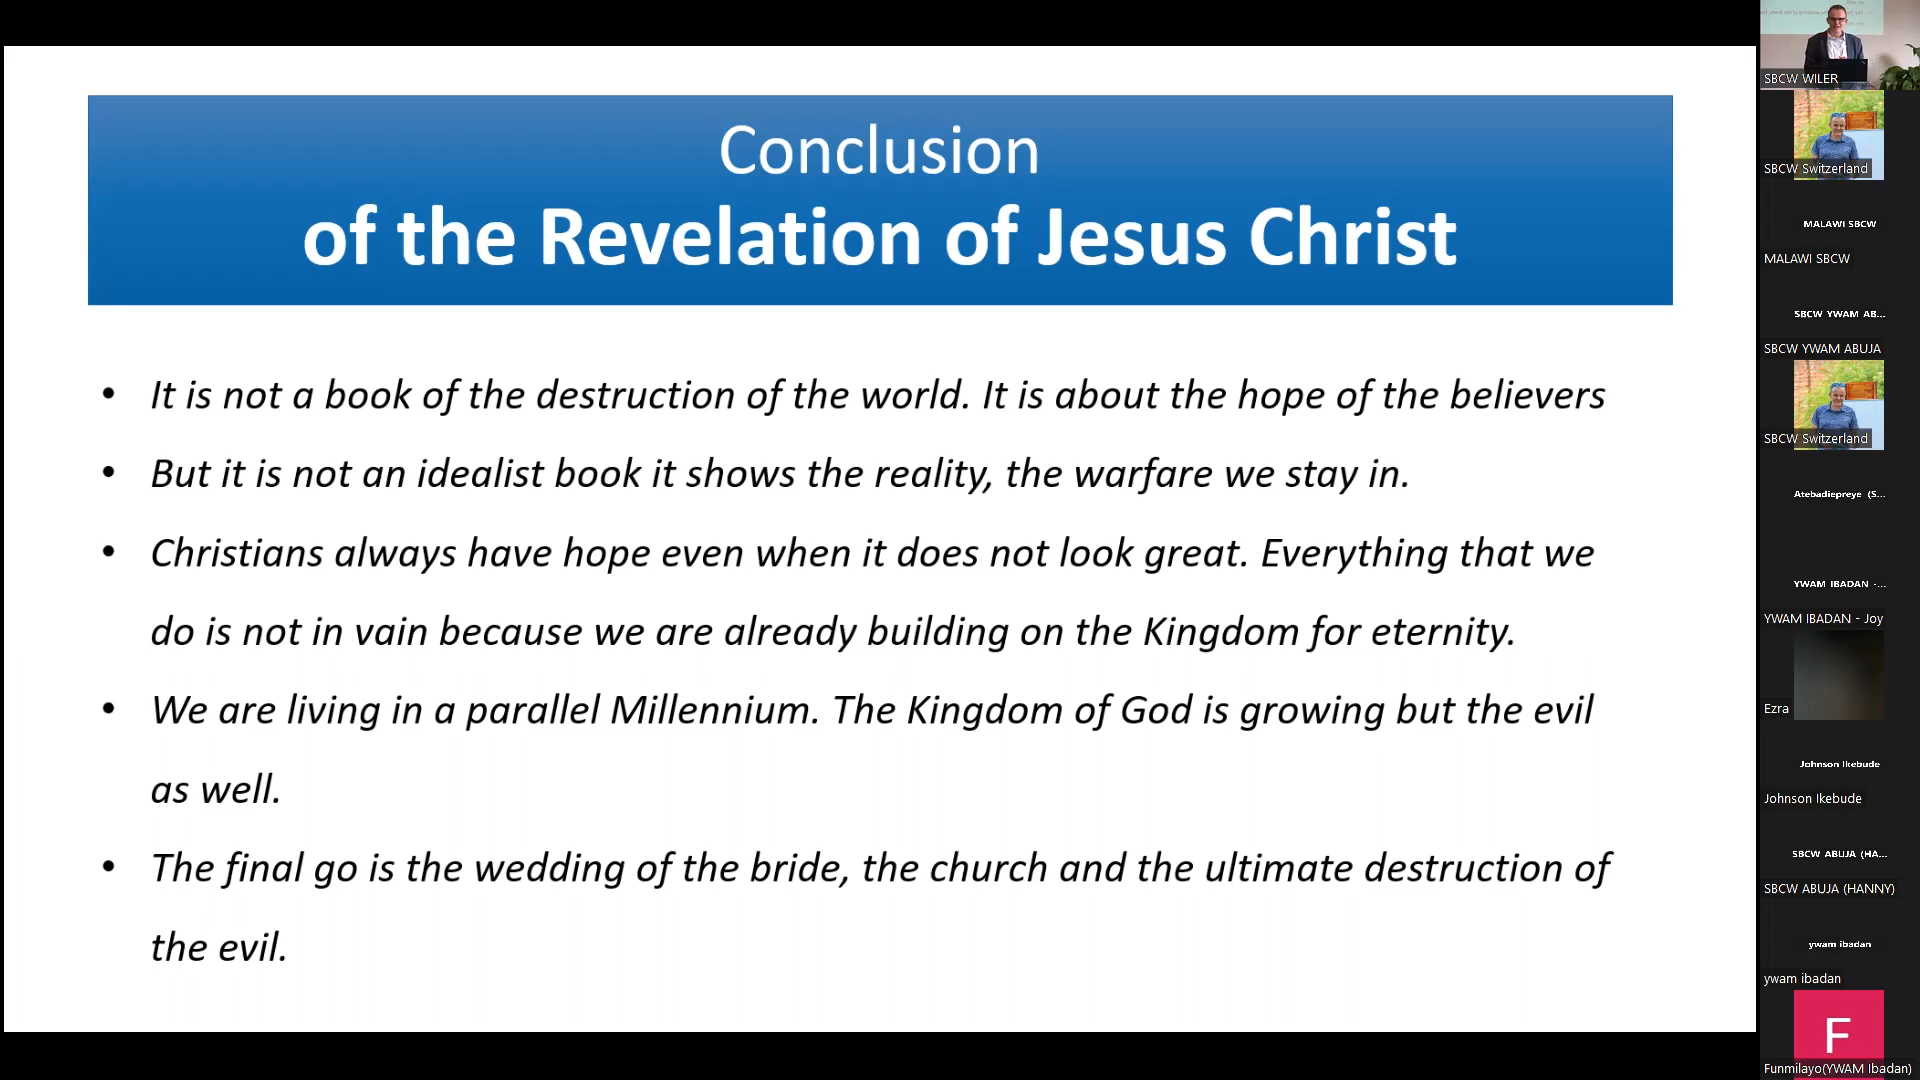 Conclusion
of the Revelation of Jesus Christ
• It is not a book of the destruction of the world. It is about the hope of the believers
• But it is not an idealist book it shows the reality, the warfare we stay in.
• Christians always have hope even when it does not look great. Everything that we
do is not in vain because we are already building on the Kingdom for eternity.
• We are living in a parallel Millennium. The Kingdom of God is growing but the evil
as well.
• The final go is the wedding of the bride, the church and the ultimate destruction of
the evil.
SBCW WILER
SBCW Switzerland
MALAWI SBCW
MALAWI SBCW
SBCW YWAM AB...
SBCW YWAM ABUJA
SBCW Switzerland
Atebadiepreye (S...
YWAM IBADAN -...
YWAM IBADAN - Joy
Ezra
Johnson Ikebude
Johnson Ikebude
SBCW ABUJA (HA...
SBCW ABUJA (HANNY)
ywam ibadan
ywam ibadan
F
Funmilayo(YWAM Ibadan)